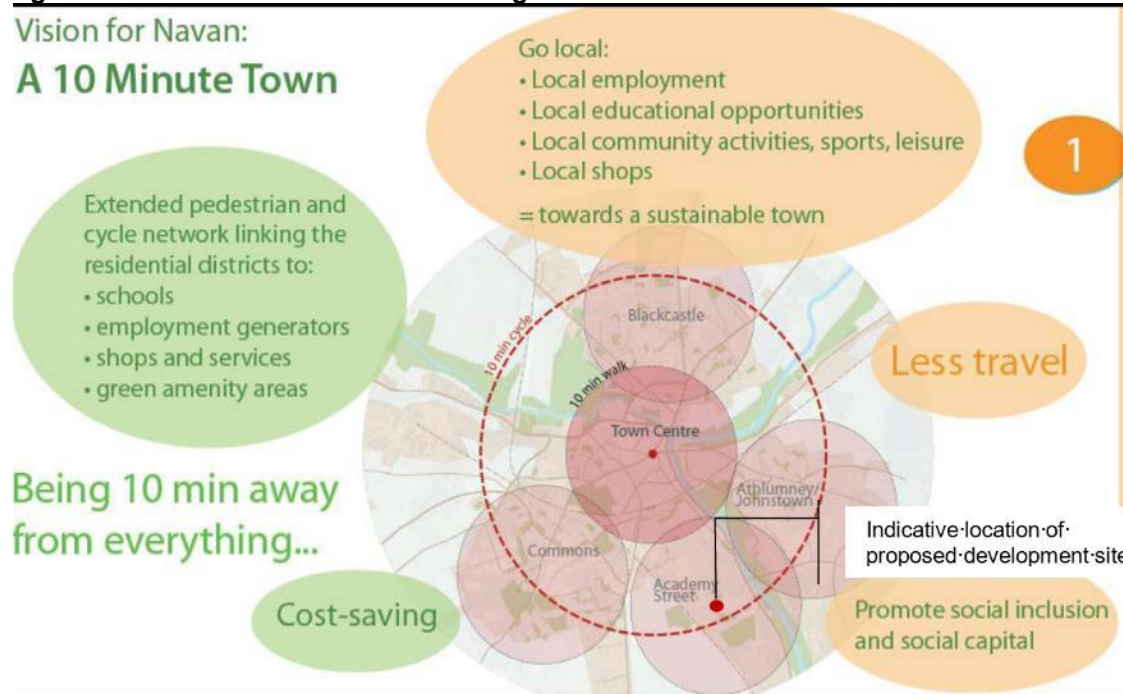 Vision for Navan:
A 10 Minute Town
Go local:
• Local employment
• Local educational opportunities
• Local community activities, sports, leisure
• Local shops
= towards a sustainable town
1
Extended pedestrian and
cycle network linking the
residential districts to:
• schools
• employment generators
• shops and services
• green amenity areas
10 min cycle
10 min walk
Blackcastle
Town Centre
Less travel
Athlumney/
Johnstown
Being 10 min away
from everything...
Commons
Academy
Street
Indicative·location·of·
proposed·development·site
Cost-saving
Promote social inclusion
and social capital